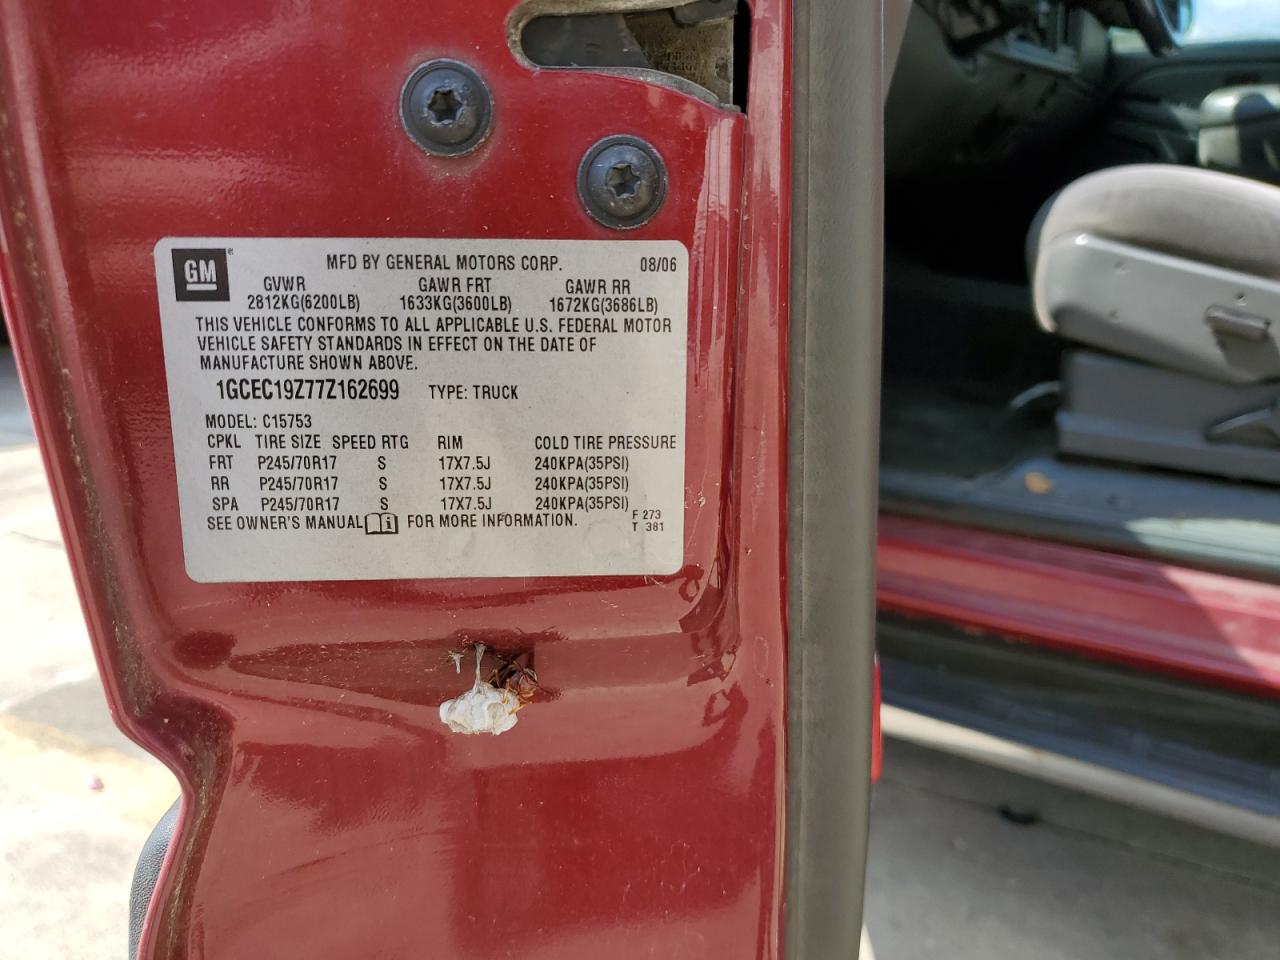 GM
MFD BY GENERAL MOTORS CORP. 08/06
GVWR GAWR FRT GAWR RR
2812KG(6200LB) 1633KG(3600LB) 1672KG(3686LB)
THIS VEHICLE CONFORMS TO ALL APPLICABLE U.S. FEDERAL MOTOR
VEHICLE SAFETY STANDARDS IN EFFECT ON THE DATE OF
MANUFACTURE SHOWN ABOVE.
1GCEC19Z77Z162699 TYPE: TRUCK
MODEL: C15753
CPKL TIRE SIZE SPEED RTG RIM COLD TIRE PRESSURE
FRT P245/70R17 S 17X7.5J 240KPA(35PSI)
RR P245/70R17 S 17X7.5J 240KPA(35PSI)
SPA P245/70R17 S 17X7.5J 240KPA(35PSI)
SEE OWNER'S MANUAL FOR MORE INFORMATION. F 273
T 381